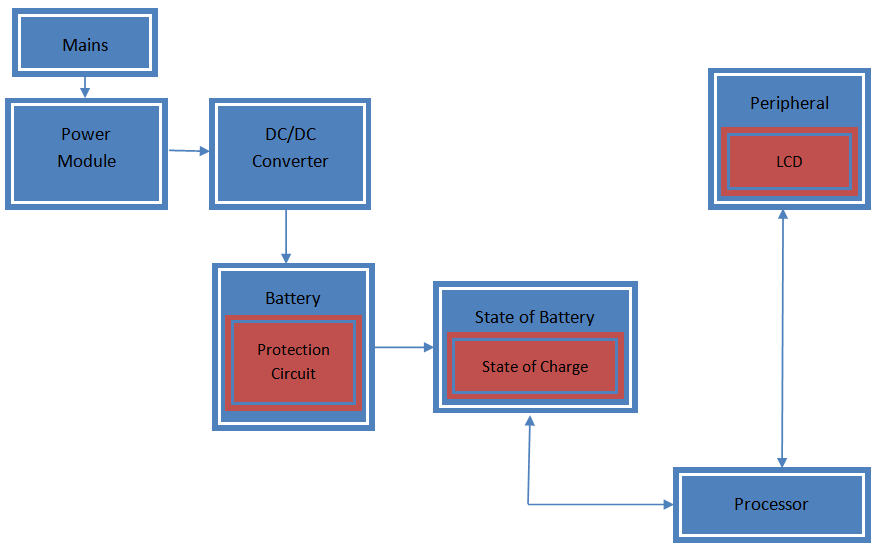 Mains
Power
Module
DC/DC
Converter
Peripheral
LCD
Battery
Protection
Circuit
State of Battery
State of Charge
Processor